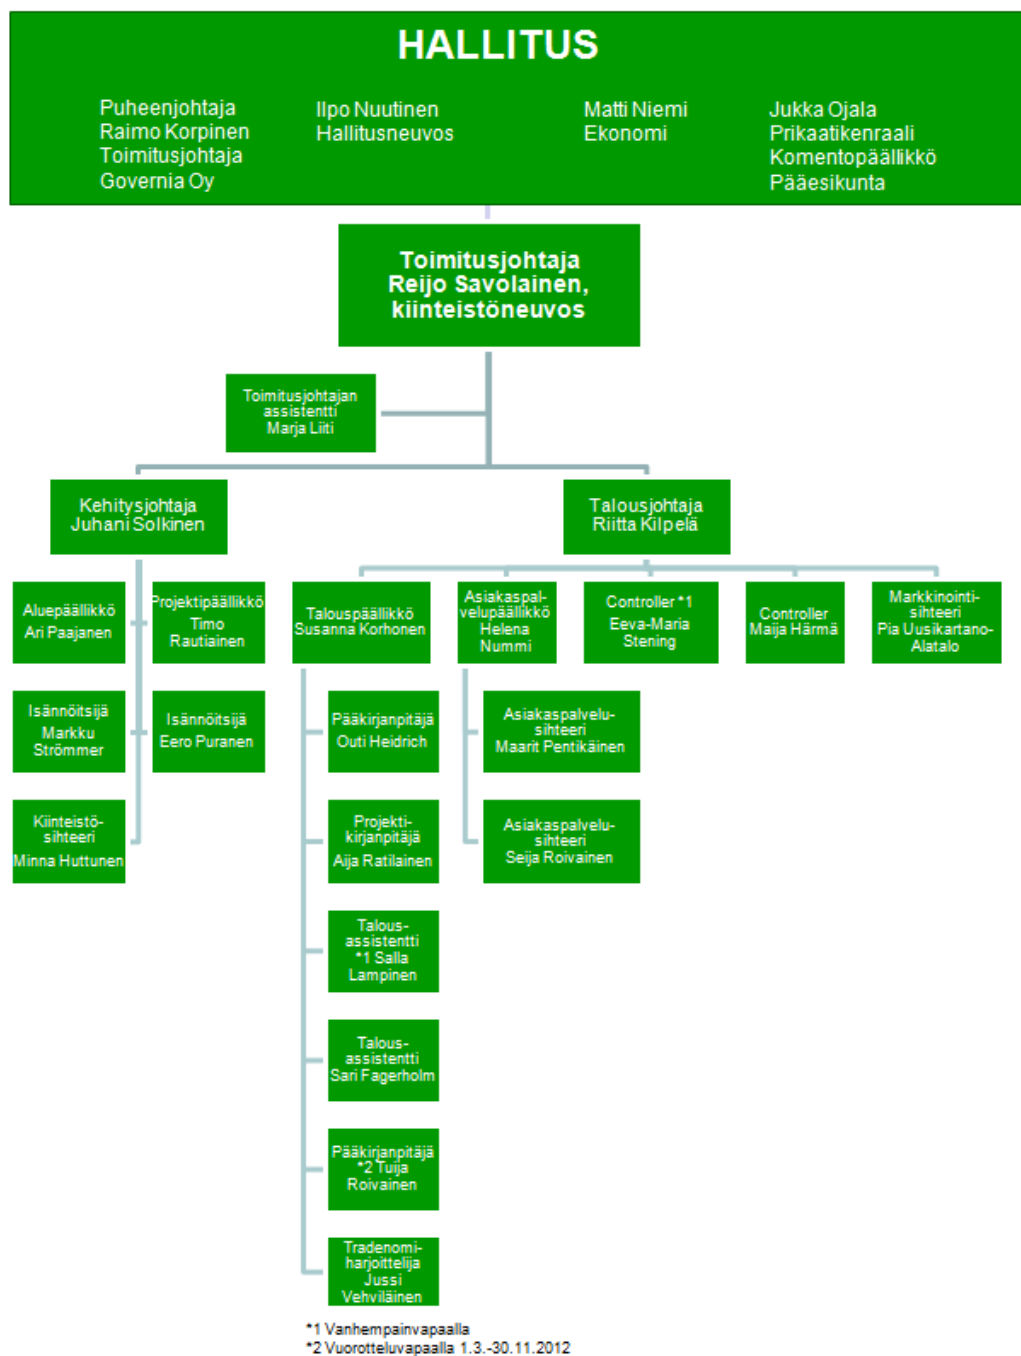 HALLITUS
Puheenjohtaja
Raimo Korpinen
Toimitusjohtaja
Governia Oy
Ilpo Nuutinen
Hallitusneuvos
Matti Niemi
Ekonomi
Jukka Ojala
Prikaatikenraali
Komentopäällikkö
Pääesikunta
Toimitusjohtaja
Reijo Savolainen,
kiinteistöneuvos
Toimitusjohtajan
assistentti
Marja Liiti
Kehitysjohtaja
Juhani Solkinen
Talousjohtaja
Riitta Kilpelä
Aluepäällikkö
Ari Paajanen
Projektipäällikkö
Timo
Rautiainen
Talouspäällikkö
Susanna Korhonen
Asiakaspal-
velupäällikkö
Helena
Nummi
Controller *1
Eeva-Maria
Stening
Controller
Maija Härmä
Markkinointi-
sihteeri
Pia Uusikartano-
Alatalo
Isännöitsijä
Markku
Strömmer
Isännöitsijä
Eero Puranen
Pääkirjanpitäjä
Outi Heidrich
Asiakaspalvelu-
sihteeri
Maarit Pentikäinen
Kiinteistö-
sihteeri
Minna Huttunen
Projekti-
kirjanpitäjä
Aija Ratilainen
Asiakaspalvelu-
sihteeri
Seija Roivainen
Talous-
assistentti
*1 Salla
Lampinen
Talous-
assistentti
Sari Fagerholm
Pääkirjanpitäjä
*2 Tuija
Roivainen
Tradenomi-
harjoittelija
Jussi
Vehviläinen
*1 Vanhempainvapaalla
*2 Vuorotteluvapaalla 1.3.-30.11.2012